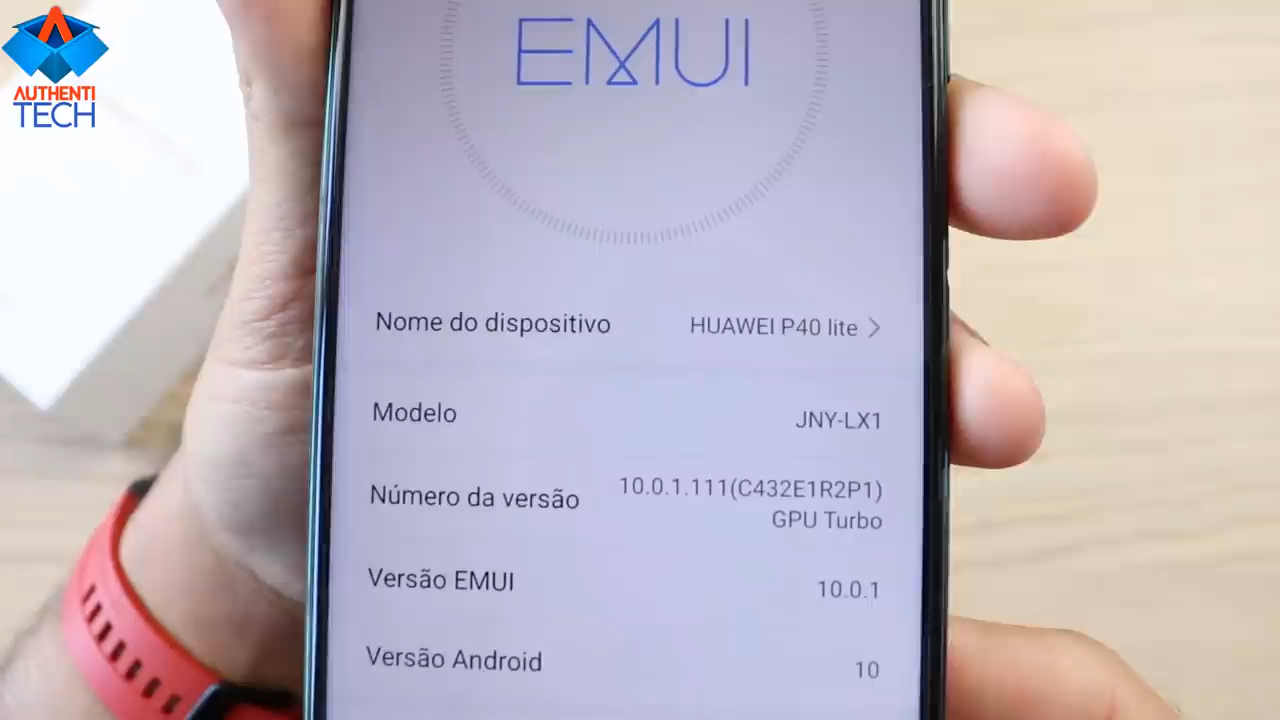 AUTHENTI
TECH
EMUI
Nome do dispositivo HUAWEI P40 lite
Modelo JNY-LX1
Número da versão 10.0.1.111(C432E1R2P1)
GPU Turbo
Versão EMUI 10.0.1
Versão Android 10